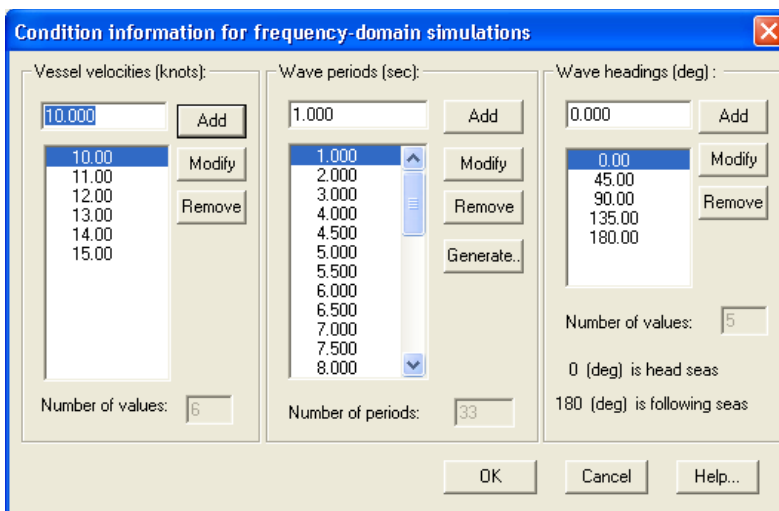 Condition information for frequency-domain simulations
Vessel velocities (knots):
10.000
Add
10.00
11.00
12.00
13.00
14.00
15.00
Modify
Remove
Number of values:
6
Wave periods (sec):
1.000
Add
1.000
2.000
3.000
4.000
4.500
5.000
5.500
6.000
6.500
7.000
7.500
8.000
Modify
Remove
Generate..
Number of periods:
33
Wave headings (deg) :
0.000
Add
0.00
45.00
90.00
135.00
180.00
Modify
Remove
Number of values:
5
0 (deg) is head seas
180 (deg) is following seas
OK
Cancel
Help...